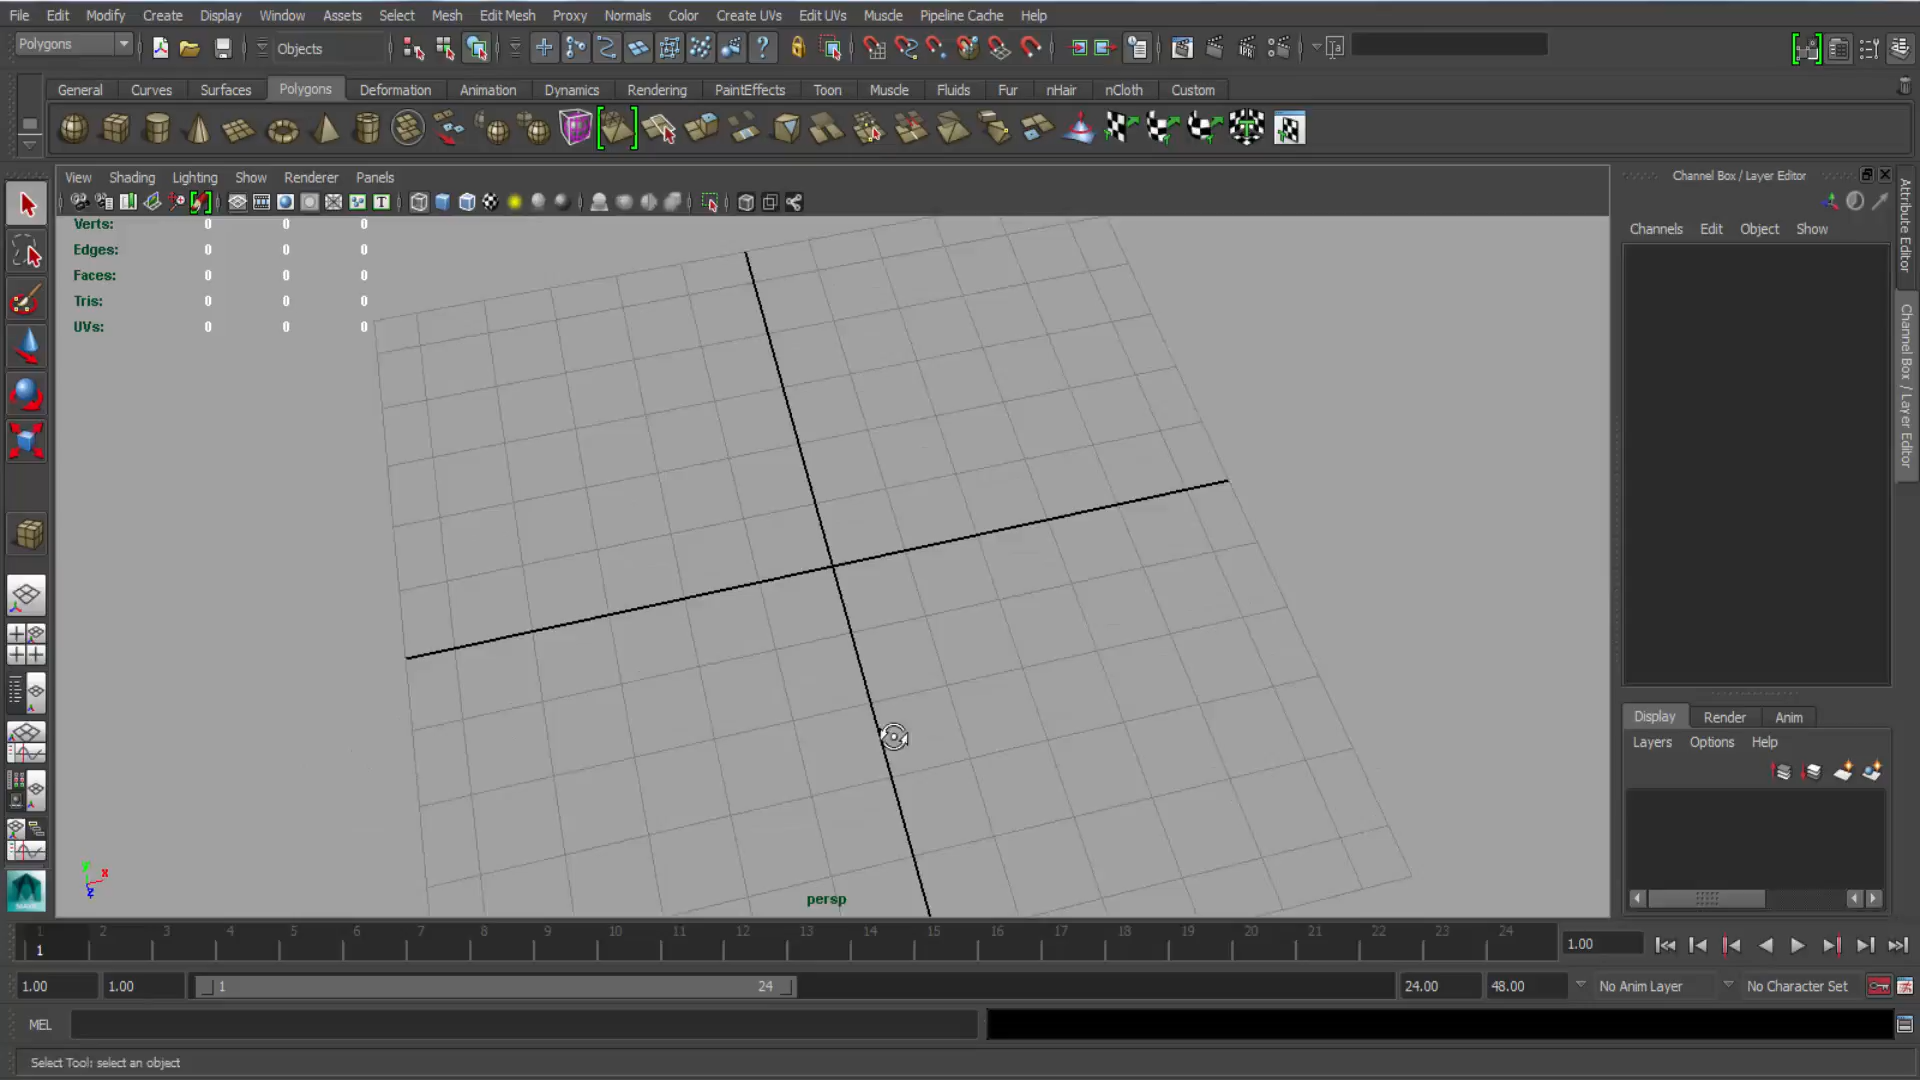 File Edit Modify Create Display Window Assets Select Mesh Edit Mesh Proxy Normals Color Create UVs Edit UVs Muscle Pipeline Cache Help
Polygons Objects
General Curves Surfaces Polygons Deformation Animation Dynamics Rendering PaintEffects Toon Muscle Fluids Fur nHair nCloth Custom
View Shading Lighting Show Renderer Panels
Channel Box / Layer Editor
Channels Edit Object Show
Attribute Editor
Channel Box / Layer Editor
Verts: 0 0 0
Edges: 0 0 0
Faces: 0 0 0
Tris: 0 0 0
UVs: 0 0 0
Display Render Anim
Layers Options Help
y x z
persp
1 2 3 4 5 6 7 8 9 10 11 12 13 14 15 16 17 18 19 20 21 22 23 24
1 1.00
1.00 1.00 1 24 24.00 48.00 No Anim Layer No Character Set
MEL
Select Tool: select an object